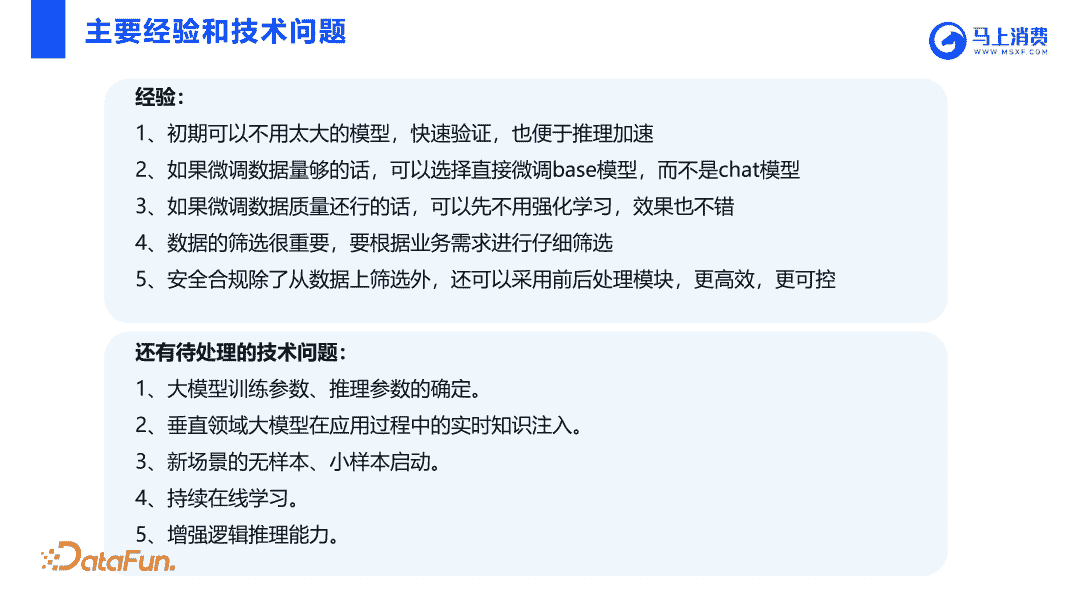 主要经验和技术问题
马上消费
WWW.MSXF.COM
经验：
1、初期可以不用太大的模型，快速验证，也便于推理加速
2、如果微调数据量够的话，可以选择直接微调base模型，而不是chat模型
3、如果微调数据质量还行的话，可以先不用强化学习，效果也不错
4、数据的筛选很重要，要根据业务需求进行仔细筛选
5、安全合规除了从数据上筛选外，还可以采用前后处理模块，更高效，更可控
还有待处理的技术问题：
1、大模型训练参数、推理参数的确定。
2、垂直领域大模型在应用过程中的实时知识注入。
3、新场景的无样本、小样本启动。
4、持续在线学习。
5、增强逻辑推理能力。
DataFun.